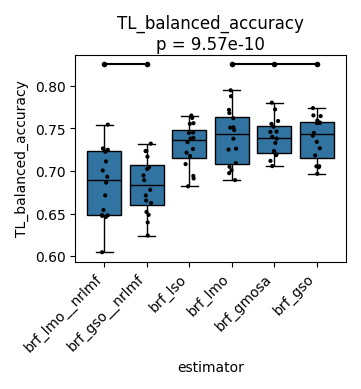 TL_balanced_accuracy
p = 9.57e-10
TL_balanced_accuracy
0.80
0.75
0.70
0.65
0.60
brf_lmo__nrlmf
brf_gso__nrlmf
brf_lso
brf_lmo
brf_gmosa
brf_gso
estimator